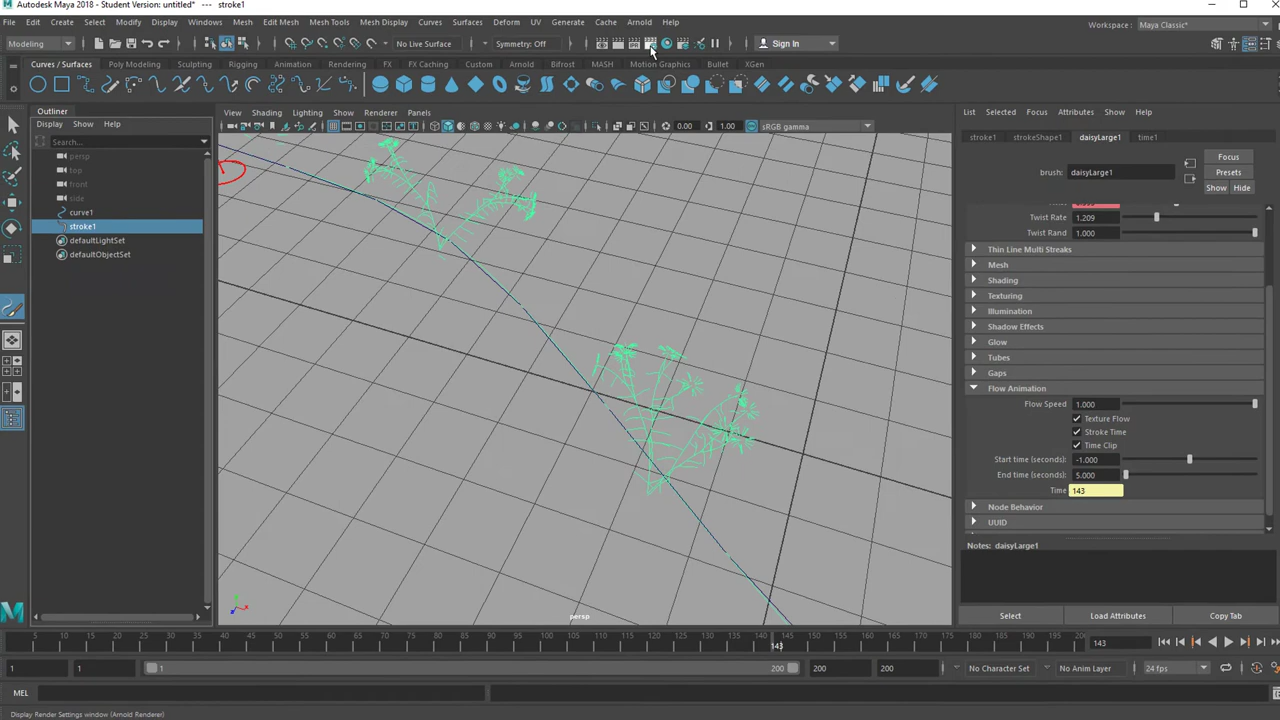 Autodesk Maya 2018 - Student Version: untitled* --- stroke1
File Edit Create Select Modify Display Windows Mesh Edit Mesh Mesh Tools Mesh Display Curves Surfaces Deform UV Generate Cache Arnold Help
Workspace : Maya Classic*
Modeling No Live Surface Symmetry: Off Sign In
Curves / Surfaces Poly Modeling Sculpting Rigging Animation Rendering FX FX Caching Custom Arnold Bifrost MASH Motion Graphics Bullet XGen
Outliner
Display Show Help
Search...
persp
top
front
side
curve1
stroke1
defaultLightSet
defaultObjectSet
View Shading Lighting Show Renderer Panels
0.00 1.00 sRGB gamma
persp
List Selected Focus Attributes Show Help
stroke1 strokeShape1 daisyLarge1 time1
Focus
brush: daisyLarge1 Presets
Show Hide
Twist Rate 1.209
Twist Rand 1.000
Thin Line Multi Streaks
Mesh
Shading
Texturing
Illumination
Shadow Effects
Glow
Tubes
Gaps
Flow Animation
Flow Speed 1.000
Texture Flow
Stroke Time
Time Clip
Start time (seconds): -1.000
End time (seconds): 5.000
Time 143
Node Behavior
UUID
Notes: daisyLarge1
Select Load Attributes Copy Tab
5 10 15 20 25 30 35 40 45 50 55 60 65 70 75 80 85 90 95 100 105 110 115 120 125 130 135 140 145 150 155 160 165 170 175 180 185 190 195 200
143 143
1 1 1 200 200 200 No Character Set No Anim Layer 24 fps
MEL
Display Render Settings window (Arnold Renderer)